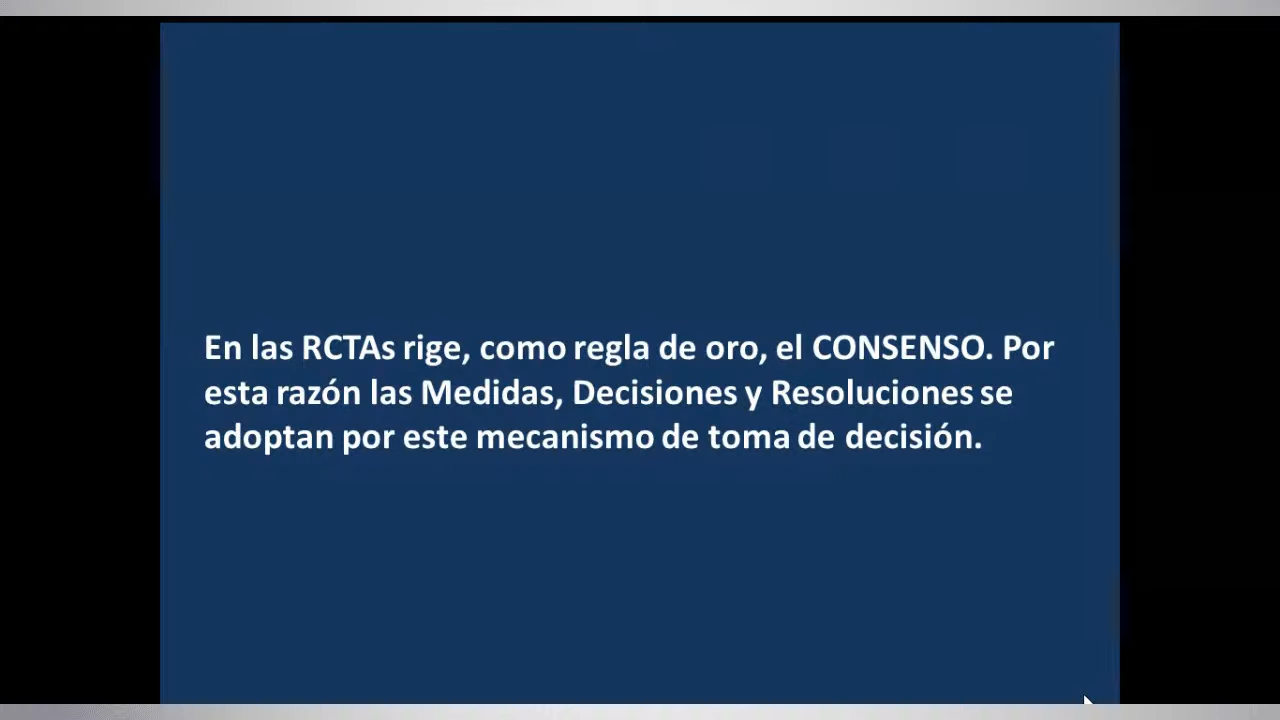 En las RCTAs rige, como regla de oro, el CONSENSO. Por
esta razón las Medidas, Decisiones y Resoluciones se
adoptan por este mecanismo de toma de decisión.